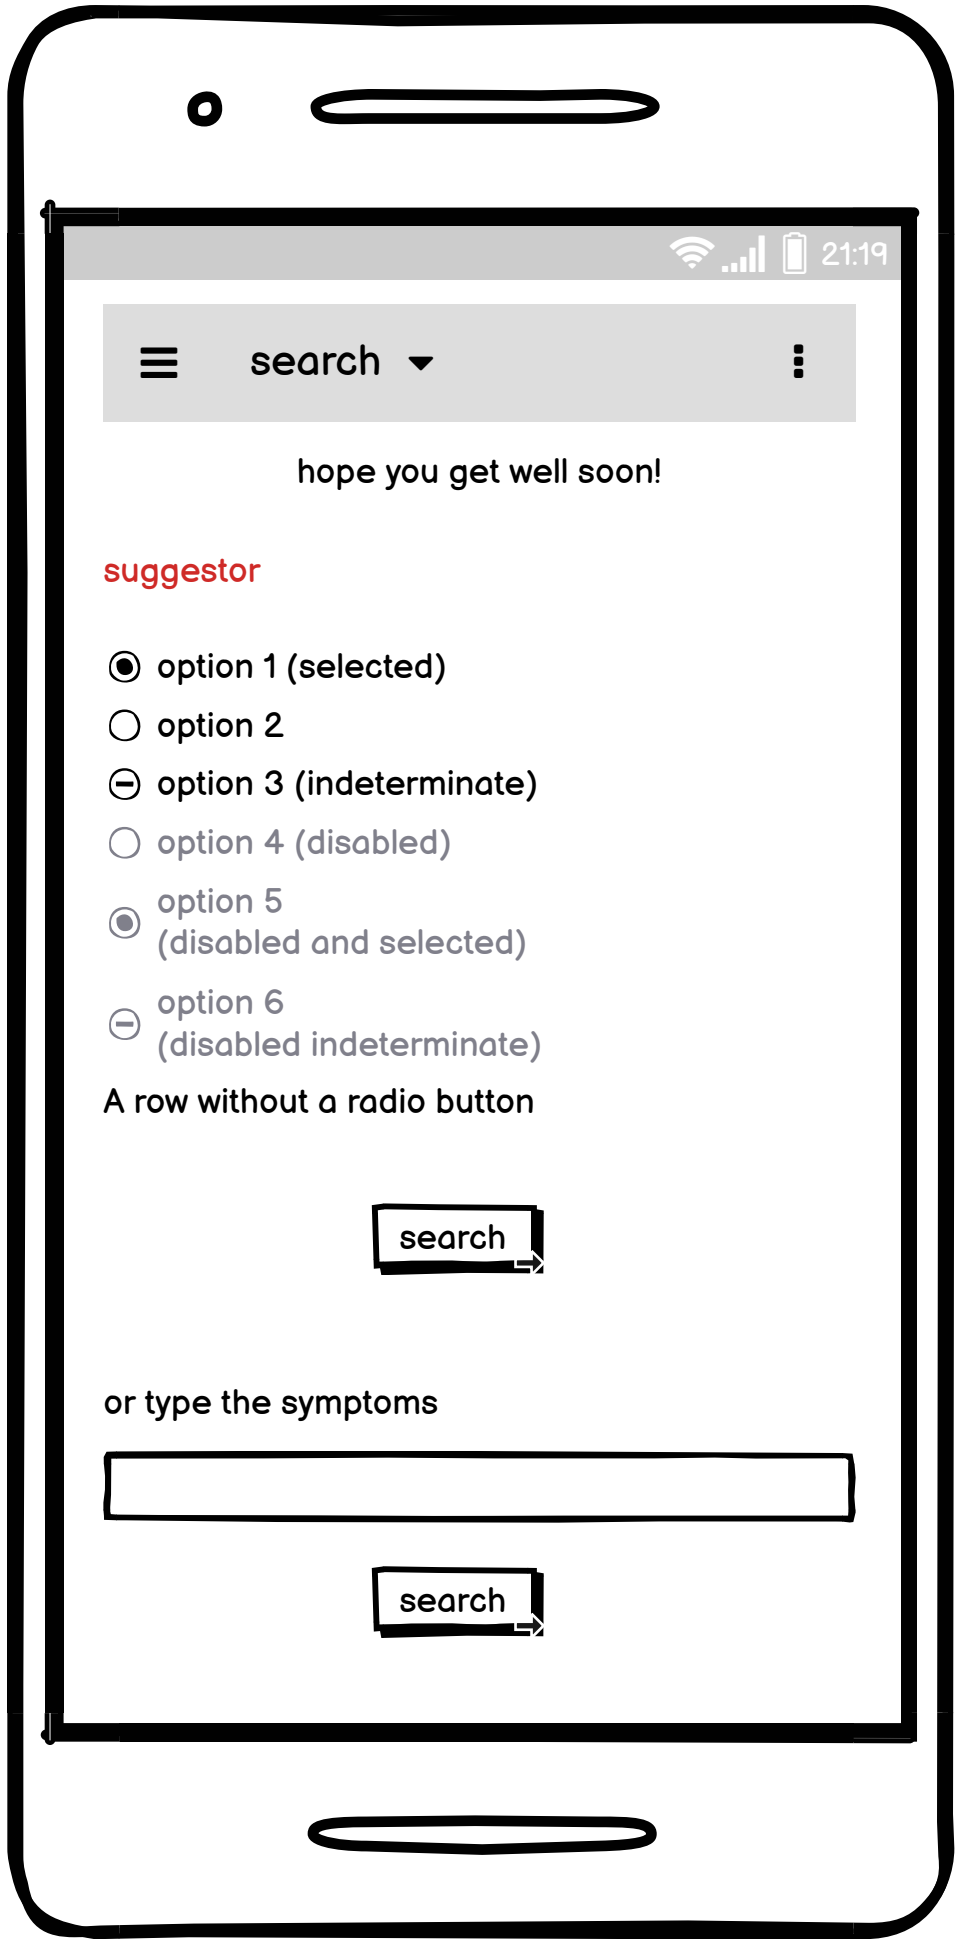 21:19
search
hope you get well soon!
suggestor
option 1 (selected)
option 2
option 3 (indeterminate)
option 4 (disabled)
option 5
(disabled and selected)
option 6
(disabled indeterminate)
A row without a radio button
search
or type the symptoms
search